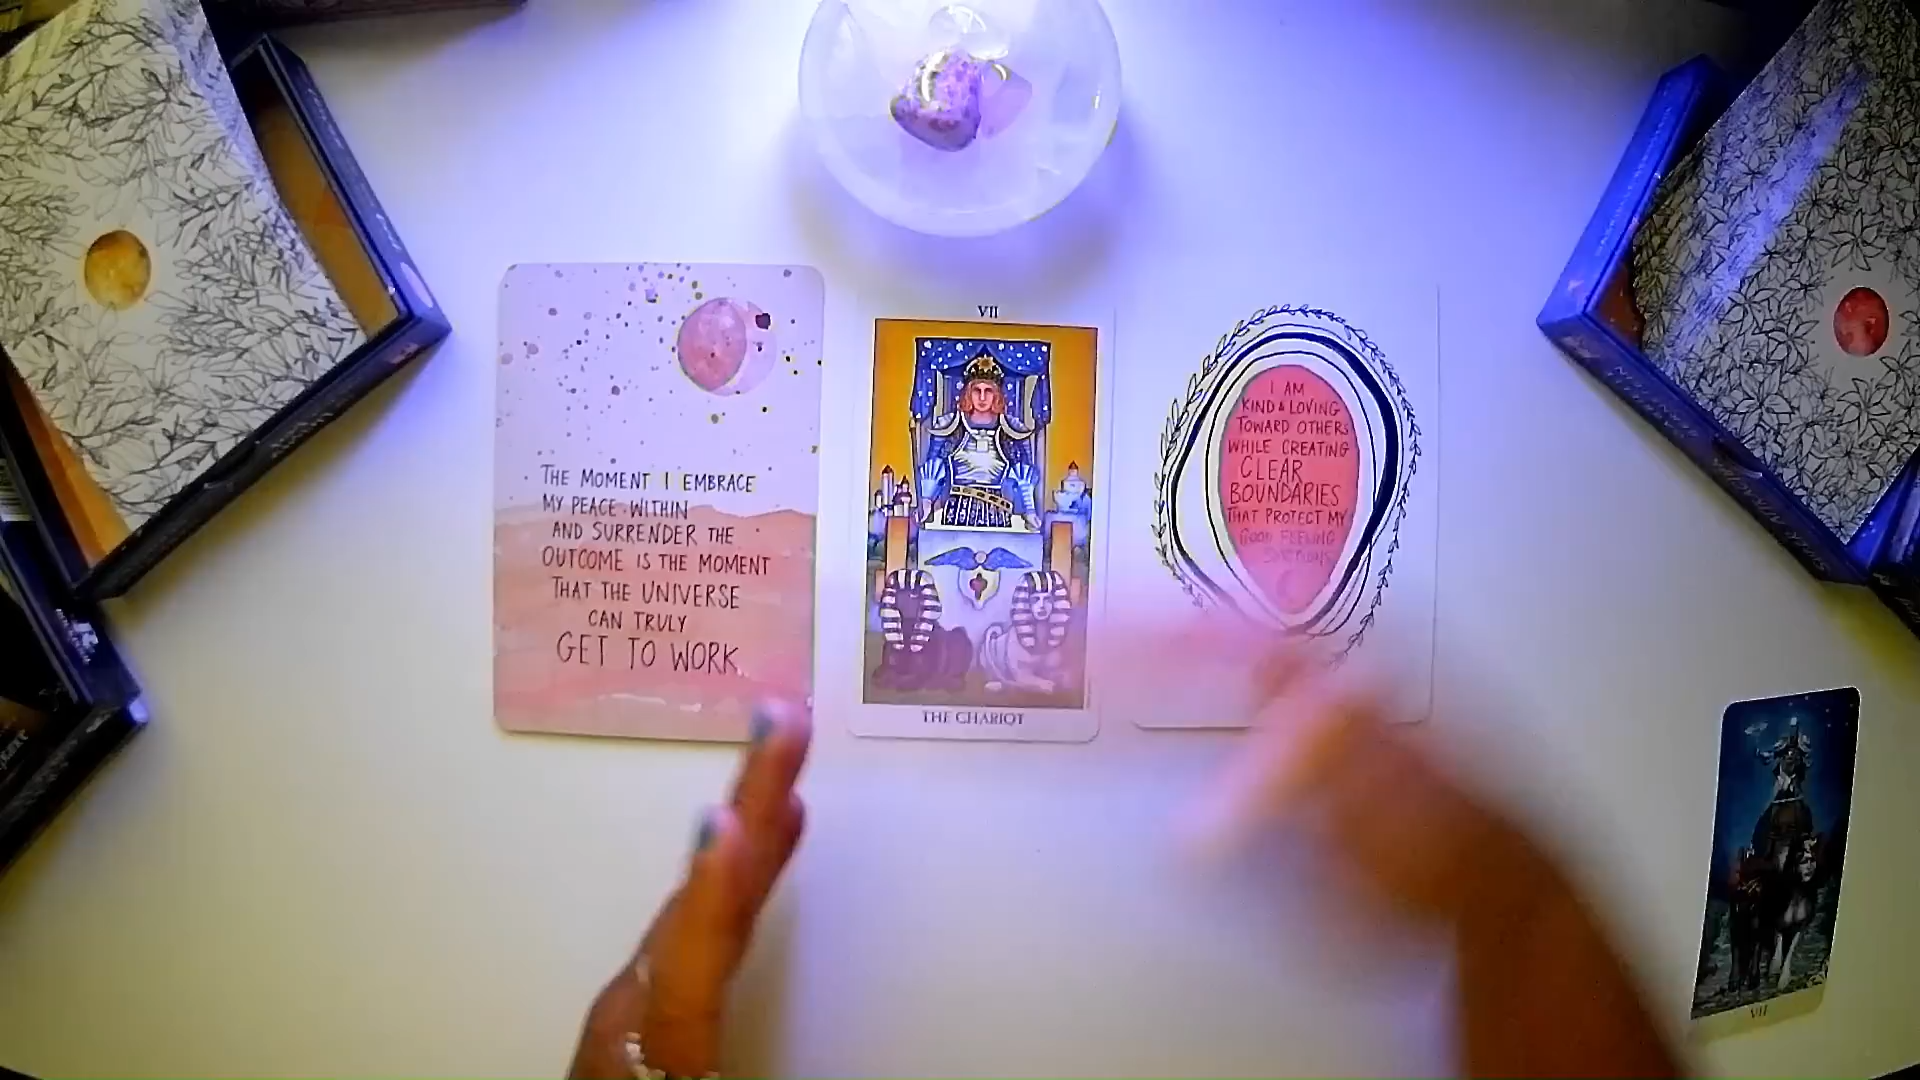 THE MOMENT I EMBRACE
MY PEACE WITHIN
AND SURRENDER THE
OUTCOME IS THE MOMENT
THAT THE UNIVERSE
CAN TRULY
GET TO WORK
VII
THE CHARIOT
I AM
KIND & LOVING
TOWARD OTHERS
WHILE CREATING
CLEAR
BOUNDARIES
THAT PROTECT MY
GOOD FEELING
VII